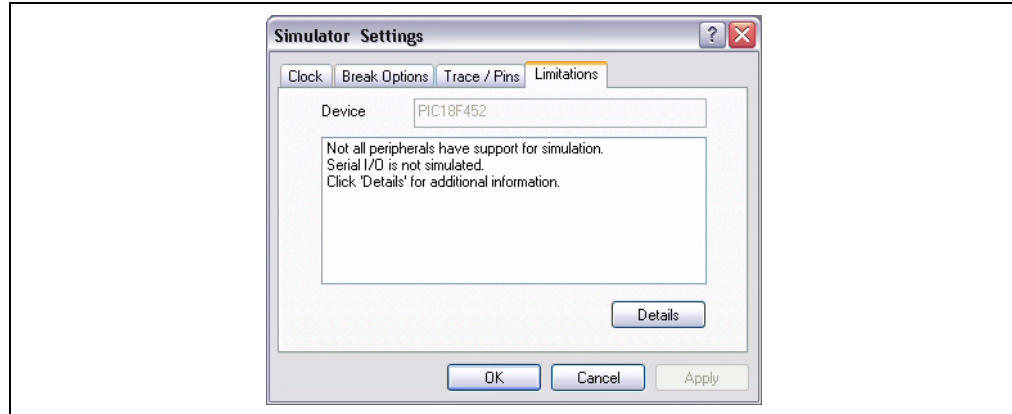 Simulator Settings
Clock Break Options Trace / Pins Limitations
Device PIC18F452
Not all peripherals have support for simulation.
Serial I/O is not simulated.
Click 'Details' for additional information.
Details
OK Cancel Apply